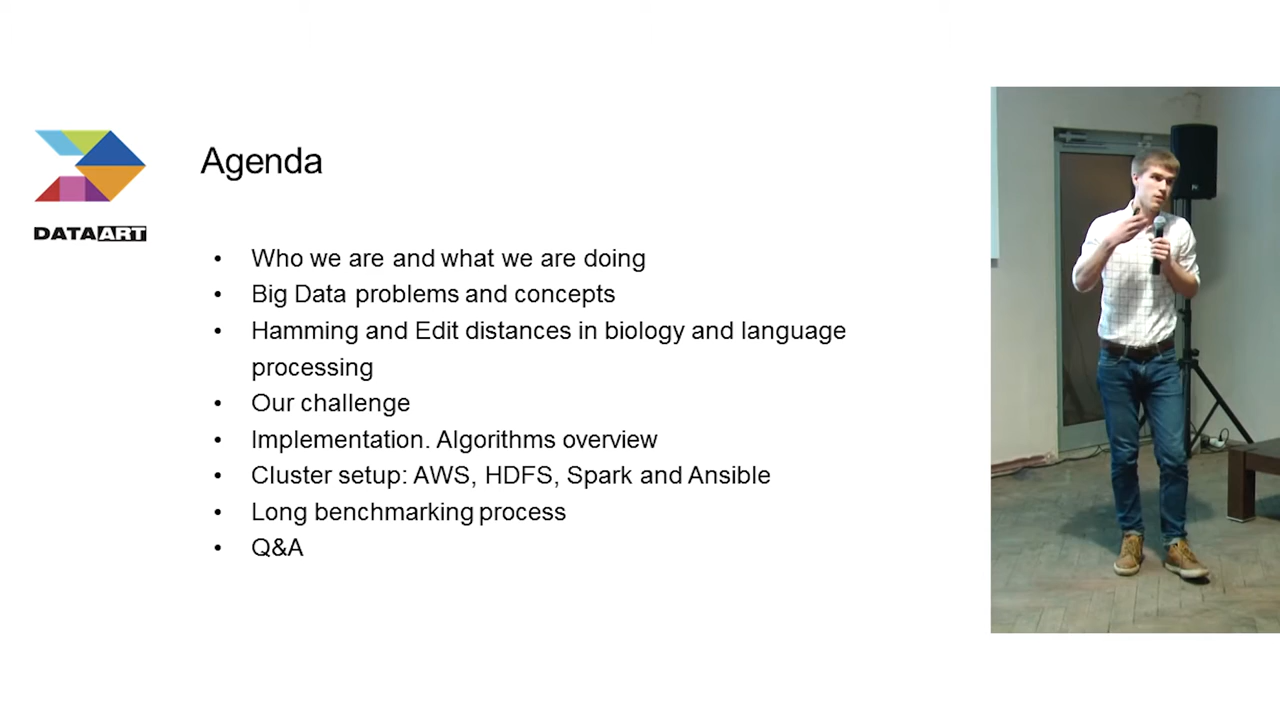 Agenda
DATAART
• Who we are and what we are doing
• Big Data problems and concepts
• Hamming and Edit distances in biology and language
processing
• Our challenge
• Implementation. Algorithms overview
• Cluster setup: AWS, HDFS, Spark and Ansible
• Long benchmarking process
• Q&A